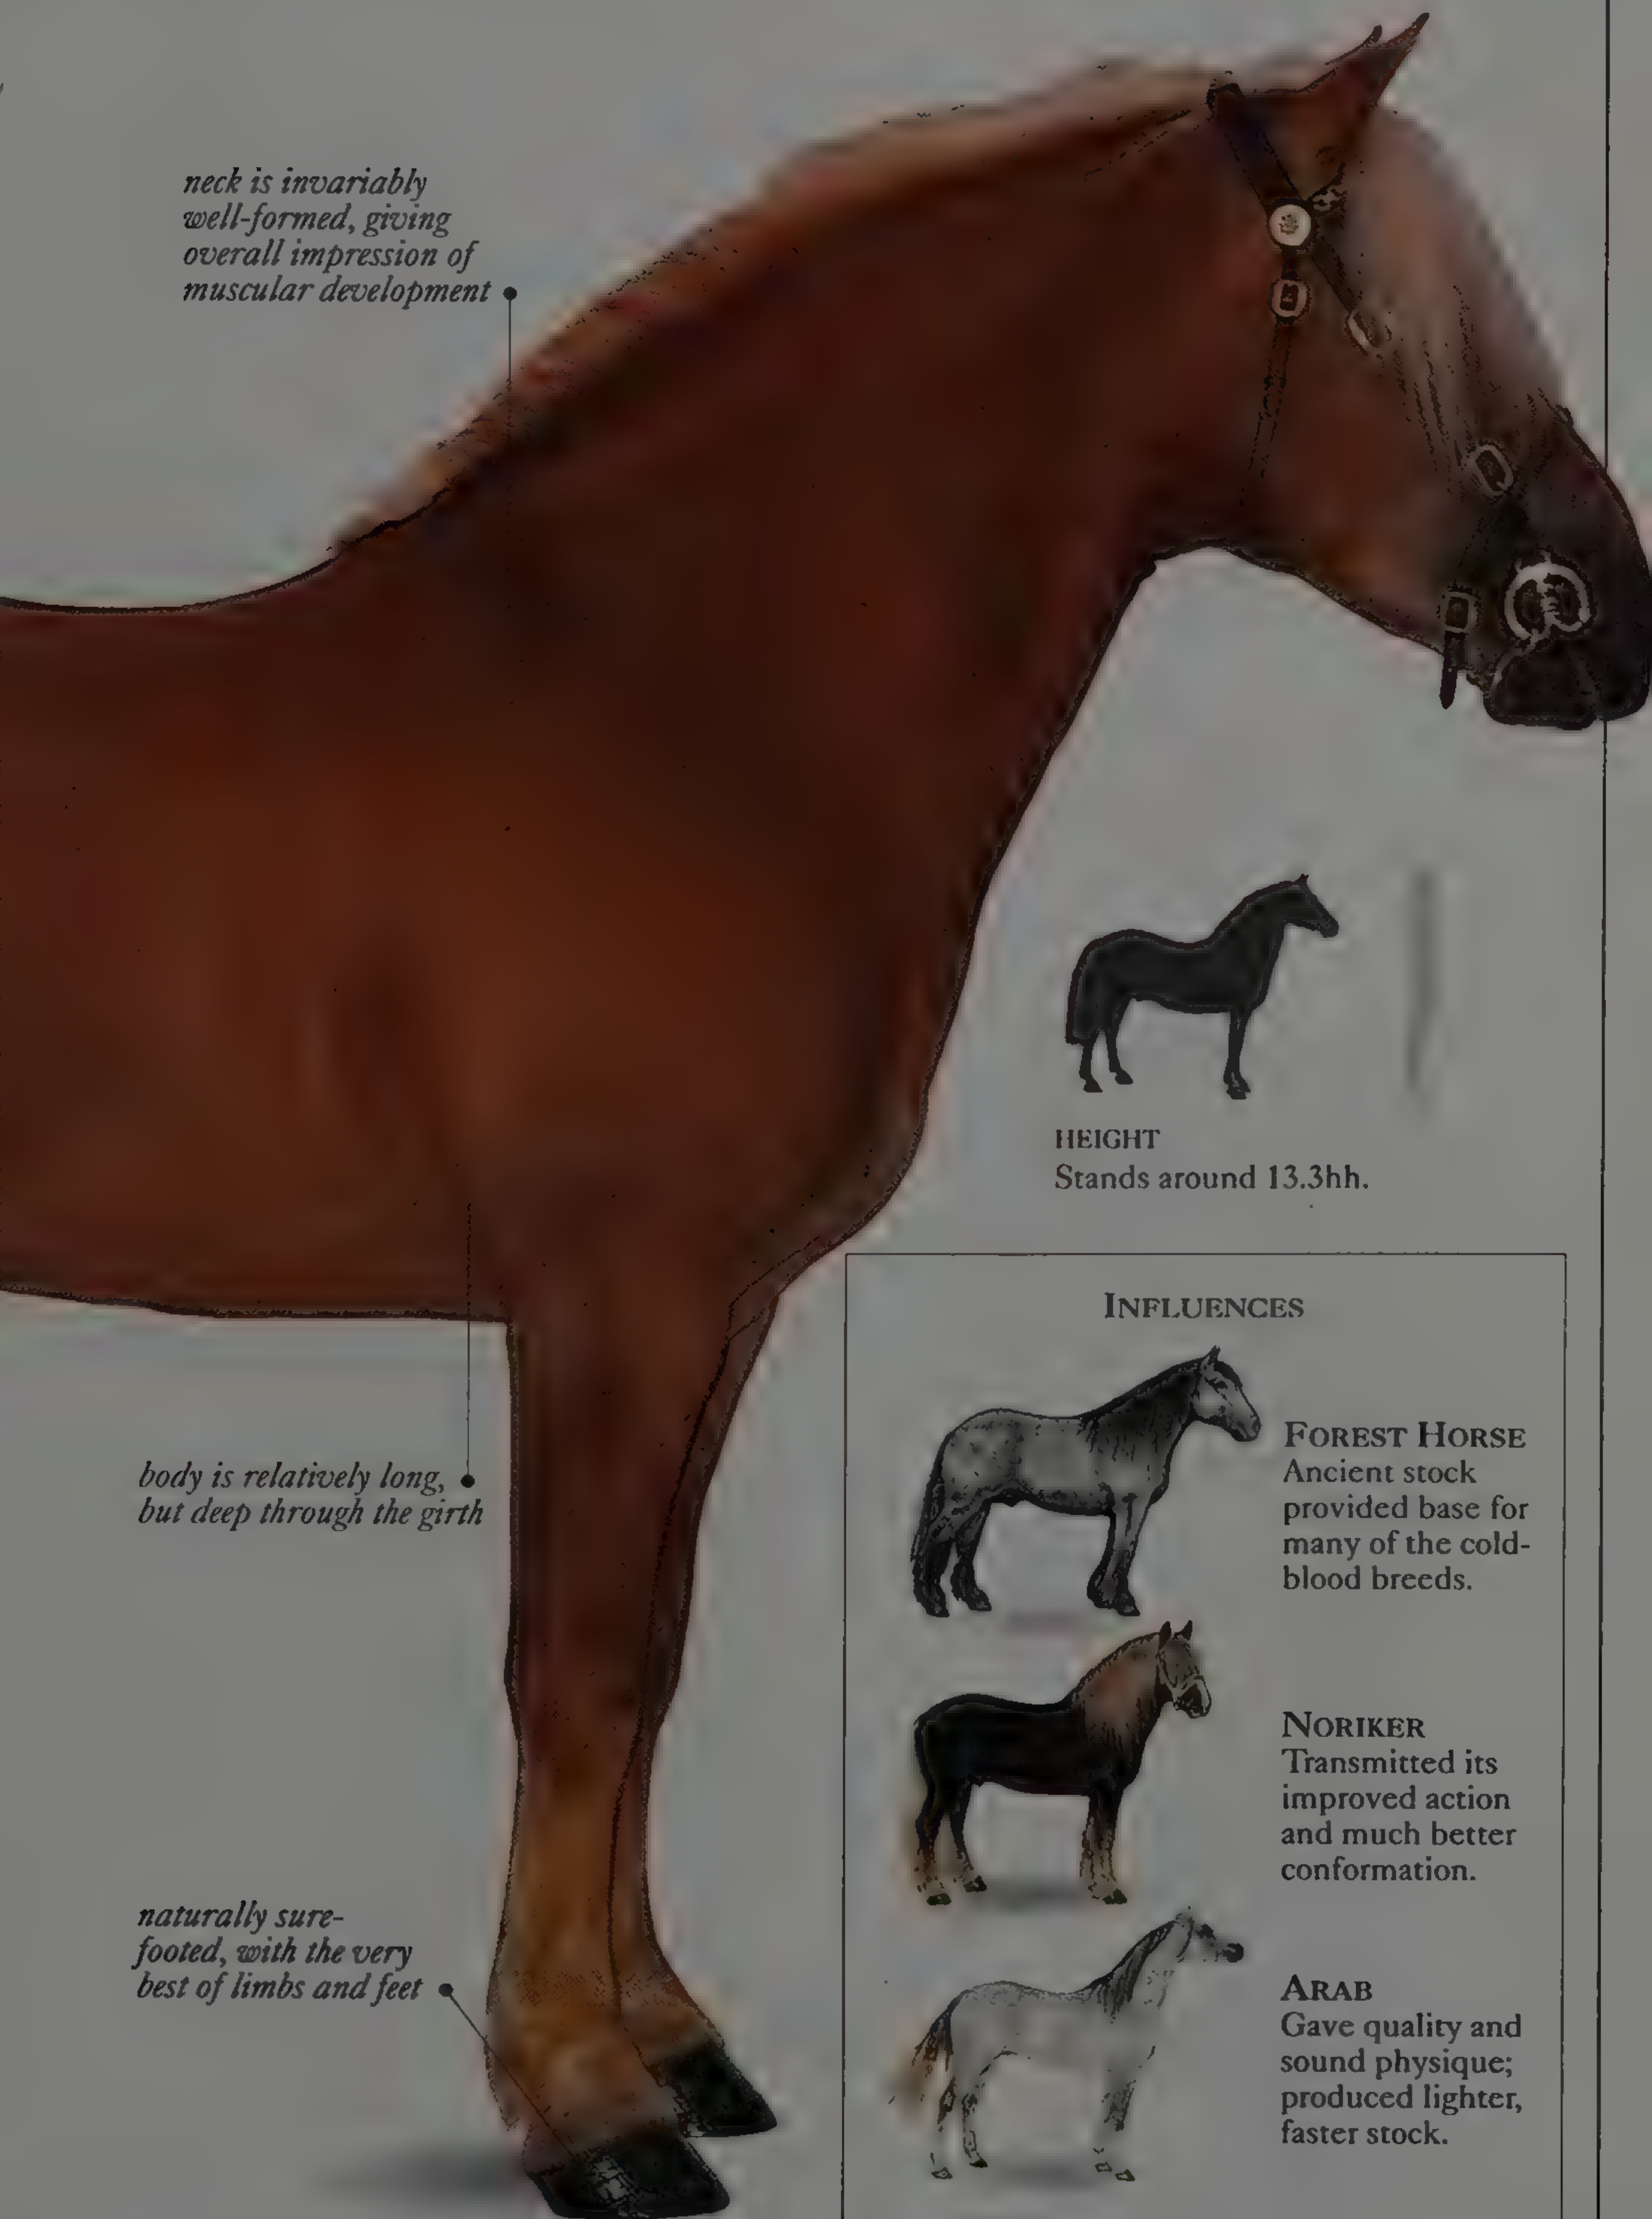 neck is invariably
well-formed, giving
overall impression of
muscular development
HEIGHT
Stands around 13.3hh.
INFLUENCES
FOREST HORSE
Ancient stock
provided base for
many of the cold-
blood breeds.
body is relatively long,
but deep through the girth
NORIKER
Transmitted its
improved action
and much better
conformation.
naturally sure-
footed, with the very
best of limbs and feet
ARAB
Gave quality and
sound physique;
produced lighter,
faster stock.